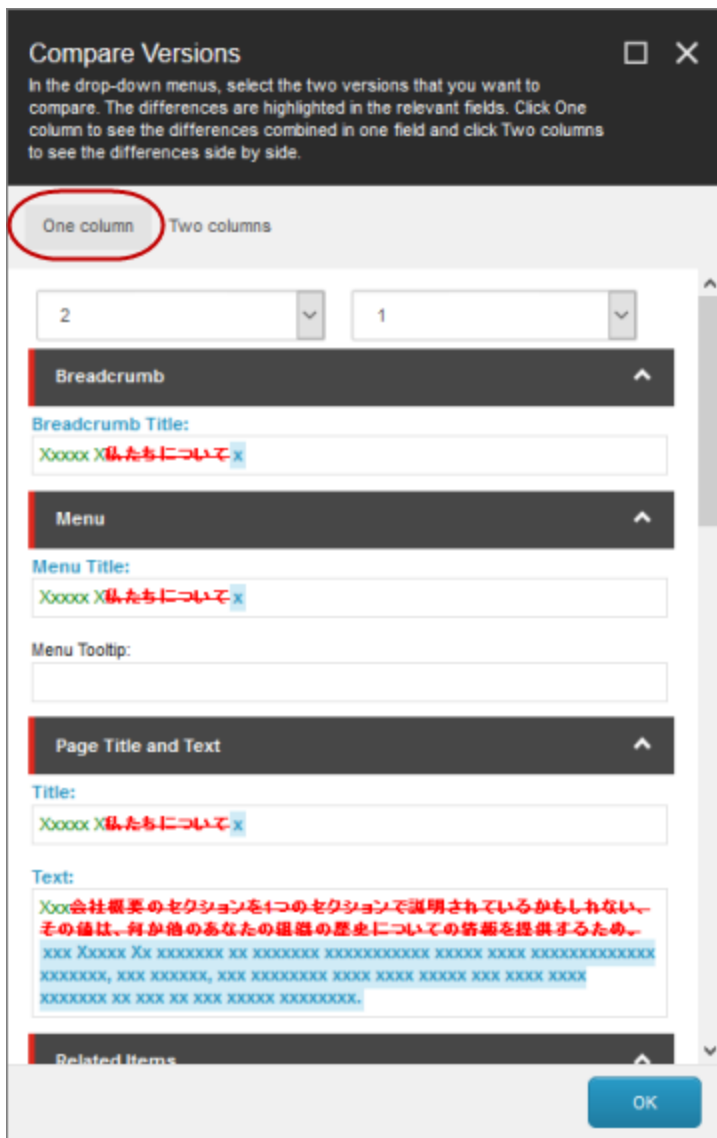 Compare Versions
In the drop-down menus, select the two versions that you want to
compare. The differences are highlighted in the relevant fields. Click One
column to see the differences combined in one field and click Two columns
to see the differences side by side.
One column Two columns
2 1
Breadcrumb
Breadcrumb Title:
Xxxxx X私たちについて x
Menu
Menu Title:
Xxxxx X私たちについて x
Menu Tooltip:
Page Title and Text
Title:
Xxxxx X私たちについて x
Text:
Xxx会社概要のセクションを1つのセクションで説明されているかもしれない、
その値は、何か他のあなたの組織の歴史についての情報を提供するため。
xxx Xxxxx Xx xxxxxxx xx xxxxxxx xxxxxxxxxxx xxxxx xxxx xxxxxxxxxxxxx
xxxxxxx, xxx xxxxxx, xxx xxxxxxxx xxxx xxxx xxxxx xxx xxxx xxxx
xxxxxxx xx xxx xx xxx xxxxx xxxxxxxx.
Related Items
OK